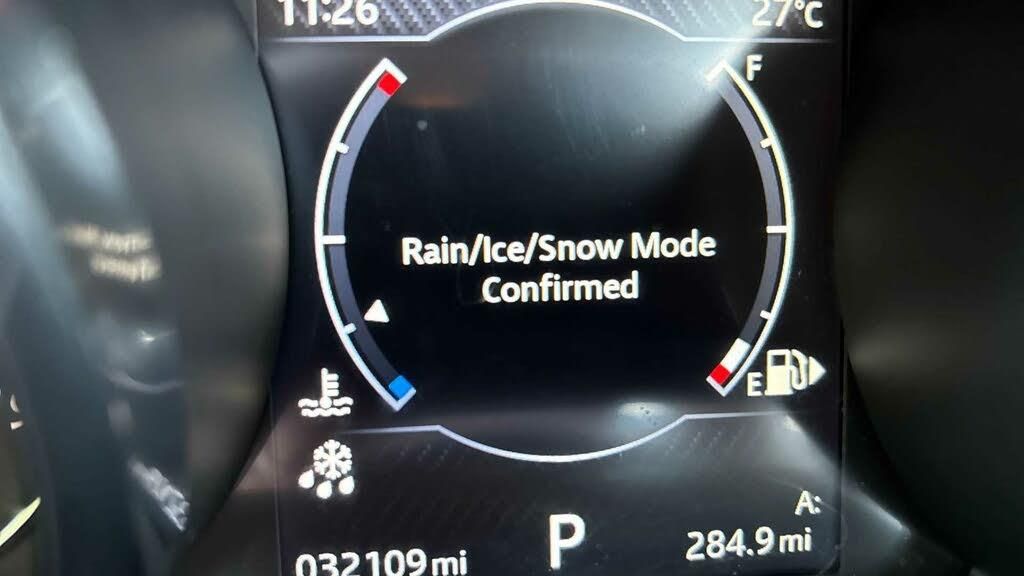 11:26
27°C
F
Rain/Ice/Snow Mode
Confirmed
E
A:
P
032109 mi
284.9 mi